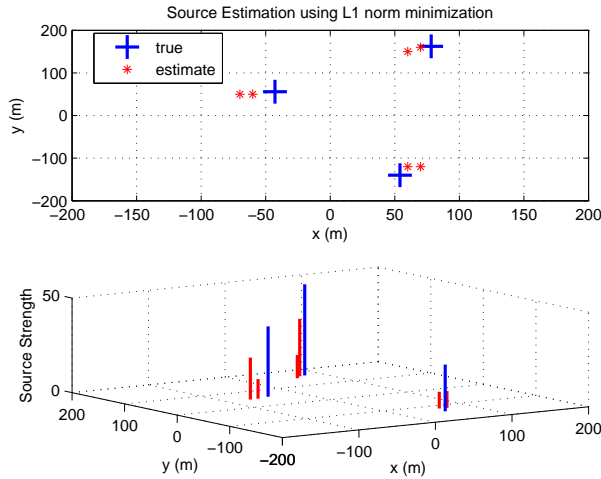 Source Estimation using L1 norm minimization
200
100
0
−100
−200
y (m)
true
estimate
−200 −150 −100 −50 0 50 100 150 200
x (m)
50
0
Source Strength
200
100
0
−100
−200
y (m)
−200
−100
0
100
200
x (m)